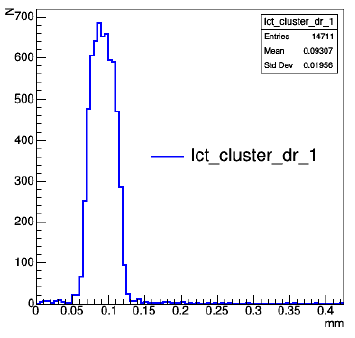 N
700
600
500
400
300
200
100
0
lct_cluster_dr_1
Entries 14711
Mean 0.09307
Std Dev 0.01956
lct_cluster_dr_1
0 0.05 0.1 0.15 0.2 0.25 0.3 0.35 0.4
mm